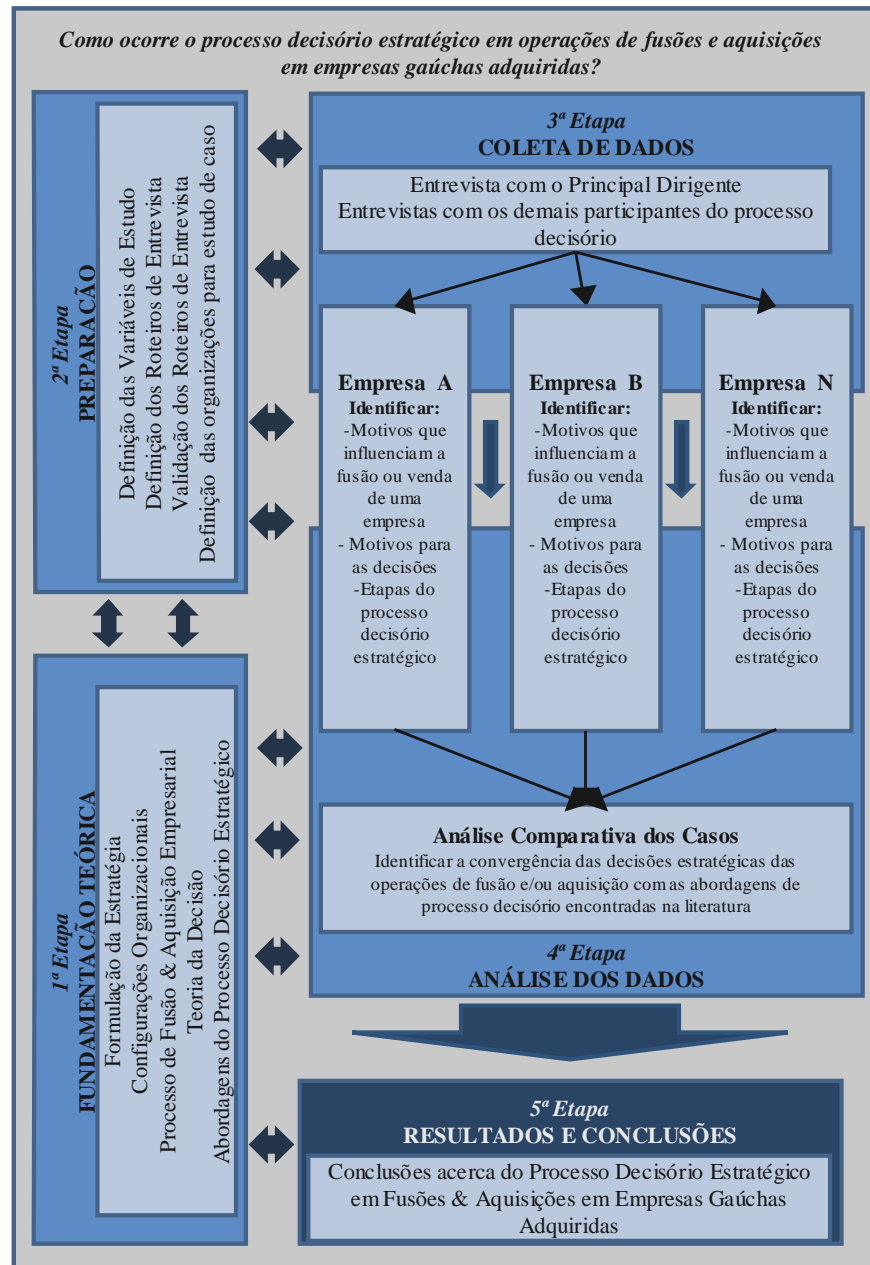 Como ocorre o processo decisório estratégico em operações de fusões e aquisições
em empresas gaúchas adquiridas?
2ª Etapa
PREPARAÇÃO
Definição das Variáveis de Estudo
Definição dos Roteiros de Entrevista
Validação dos Roteiros de Entrevista
Definição das organizações para estudo de caso
3ª Etapa
COLETA DE DADOS
Entrevista com o Principal Dirigente
Entrevistas com os demais participantes do processo
decisório
Empresa A
Identificar:
-Motivos que
influenciam a
fusão ou venda
de uma
empresa
- Motivos para
as decisões
-Etapas do
processo
decisório
estratégico
Empresa B
Identificar:
-Motivos que
influenciam a
fusão ou venda
de uma
empresa
- Motivos para
as decisões
-Etapas do
processo
decisório
estratégico
Empresa N
Identificar:
-Motivos que
influenciam a
fusão ou venda
de uma
empresa
- Motivos para
as decisões
-Etapas do
processo
decisório
estratégico
1ª Etapa
FUNDAMENTAÇÃO TEÓRICA
Formulação da Estratégia
Configurações Organizacionais
Processo de Fusão & Aquisição Empresarial
Teoria da Decisão
Abordagens do Processo Decisório Estratégico
Análise Comparativa dos Casos
Identificar a convergência das decisões estratégicas das
operações de fusão e/ou aquisição com as abordagens de
processo decisório encontradas na literatura
4ª Etapa
ANÁLISE DOS DADOS
5ª Etapa
RESULTADOS E CONCLUSÕES
Conclusões acerca do Processo Decisório Estratégico
em Fusões & Aquisições em Empresas Gaúchas
Adquiridas